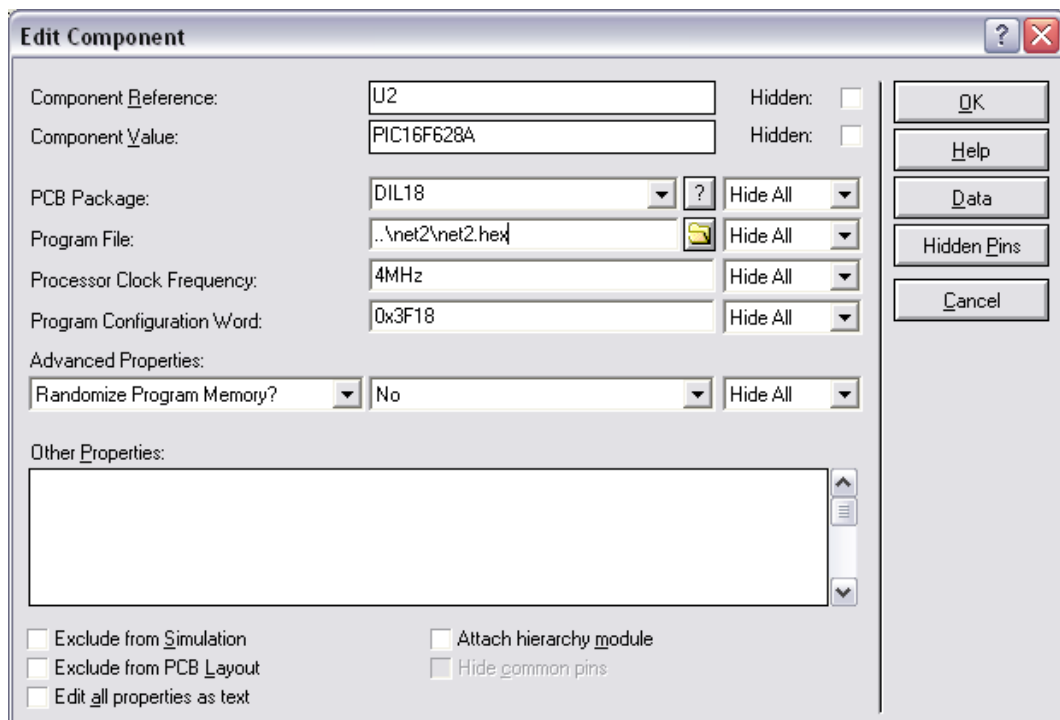 Edit Component
?
Component Reference: U2 Hidden: OK
Component Value: PIC16F628A Hidden: Help
PCB Package: DIL18 ? Hide All Data
Program File: ..\net2\net2.hex Hide All Hidden Pins
Processor Clock Frequency: 4MHz Hide All Cancel
Program Configuration Word: 0x3F18 Hide All
Advanced Properties:
Randomize Program Memory? No Hide All
Other Properties:
Exclude from Simulation Attach hierarchy module
Exclude from PCB Layout Hide common pins
Edit all properties as text